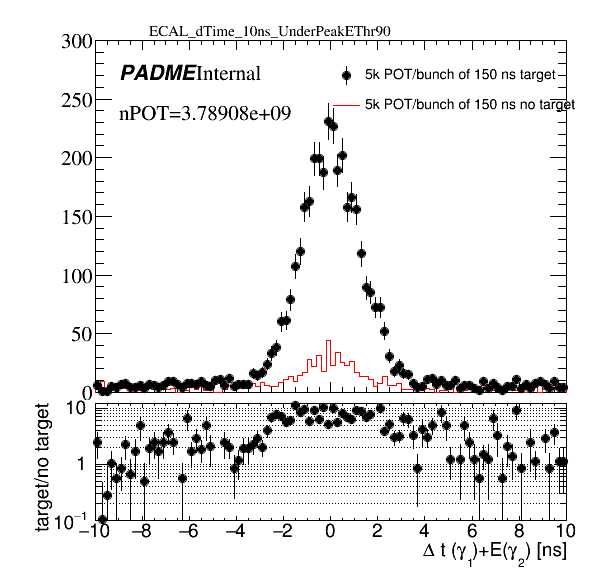 ECAL_dTime_10ns_UnderPeakEThr90
300
PADME Internal
5k POT/bunch of 150 ns target
250
5k POT/bunch of 150 ns no target
nPOT=3.78908e+09
200
150
100
50
0
target/no target
10
1
10⁻¹
−10 −8 −6 −4 −2 0 2 4 6 8 10
Δ t (γ₁)+E(γ₂) [ns]